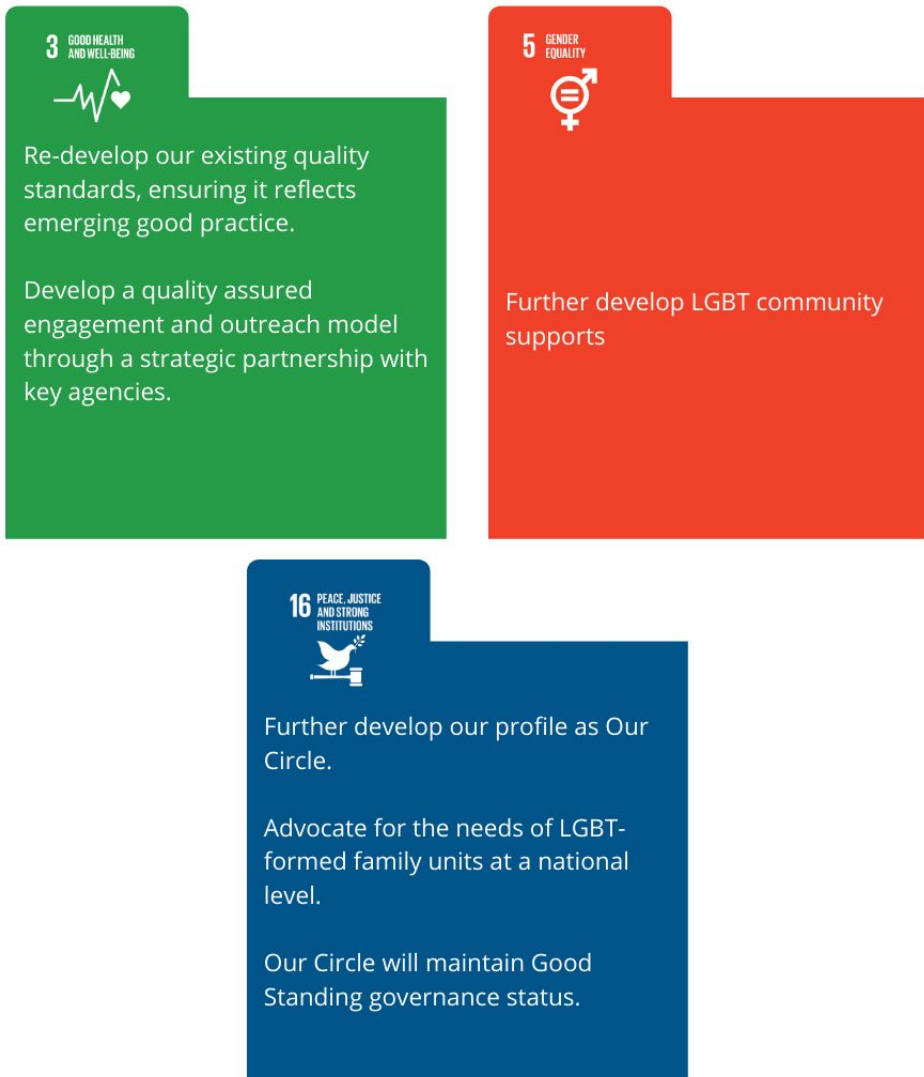 3 GOOD HEALTH
AND WELL-BEING
Re-develop our existing quality
standards, ensuring it reflects
emerging good practice.
Develop a quality assured
engagement and outreach model
through a strategic partnership with
key agencies.
5 GENDER
EQUALITY
Further develop LGBT community
supports
16 PEACE, JUSTICE
AND STRONG
INSTITUTIONS
Further develop our profile as Our
Circle.
Advocate for the needs of LGBT-
formed family units at a national
level.
Our Circle will maintain Good
Standing governance status.